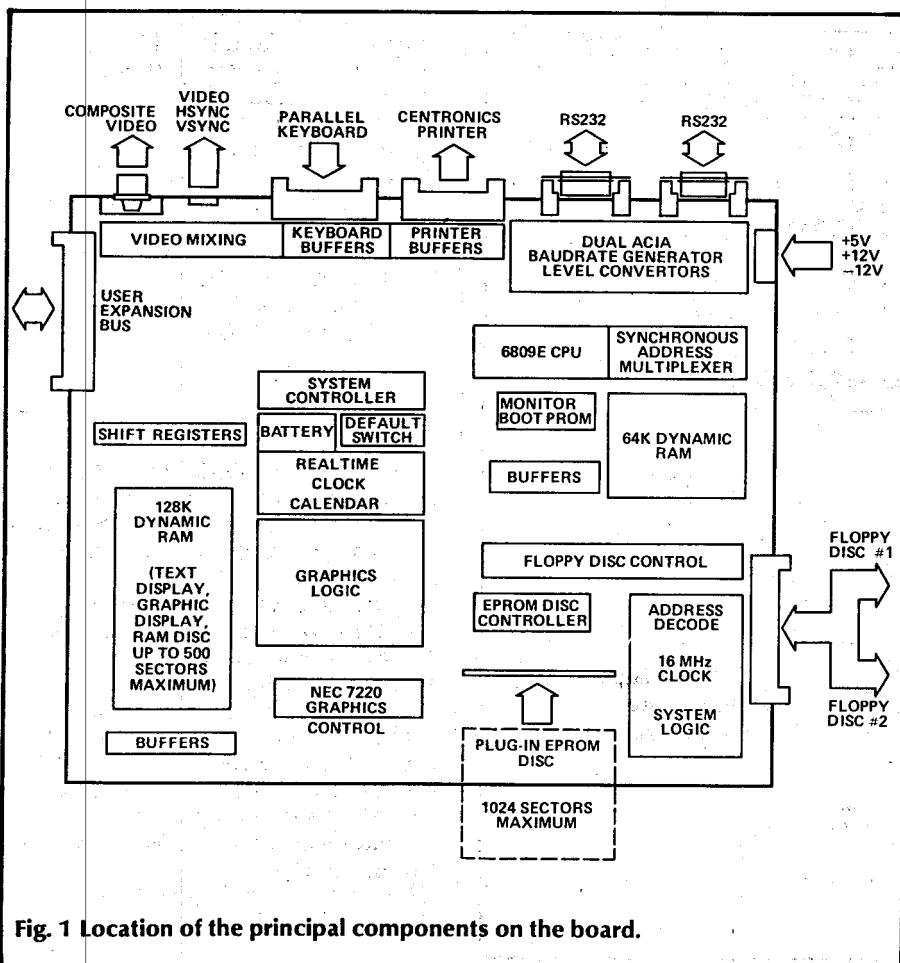 COMPOSITE
VIDEO
VIDEO
HSYNC
VSYNC
PARALLEL
KEYBOARD
CENTRONICS
PRINTER
RS232
RS232
VIDEO MIXING
KEYBOARD
BUFFERS
PRINTER
BUFFERS
DUAL ACIA
BAUDRATE GENERATOR
LEVEL CONVERTORS
+5V
+12V
–12V
USER
EXPANSION
BUS
6809E CPU
SYNCHRONOUS
ADDRESS
MULTIPLEXER
SYSTEM
CONTROLLER
MONITOR
BOOT PROM
64K DYNAMIC
RAM
SHIFT REGISTERS
BATTERY
DEFAULT
SWITCH
REALTIME
CLOCK
CALENDAR
BUFFERS
128K
DYNAMIC
RAM
(TEXT
DISPLAY,
GRAPHIC
DISPLAY,
RAM DISC
UP TO 500
SECTORS
MAXIMUM)
GRAPHICS
LOGIC
FLOPPY DISC CONTROL
FLOPPY
DISC #1
EPROM DISC
CONTROLLER
ADDRESS
DECODE
16 MHz
CLOCK
SYSTEM
LOGIC
NEC 7220
GRAPHICS
CONTROL
FLOPPY
DISC #2
BUFFERS
PLUG-IN EPROM
DISC
1024 SECTORS
MAXIMUM
Fig. 1 Location of the principal components on the board.